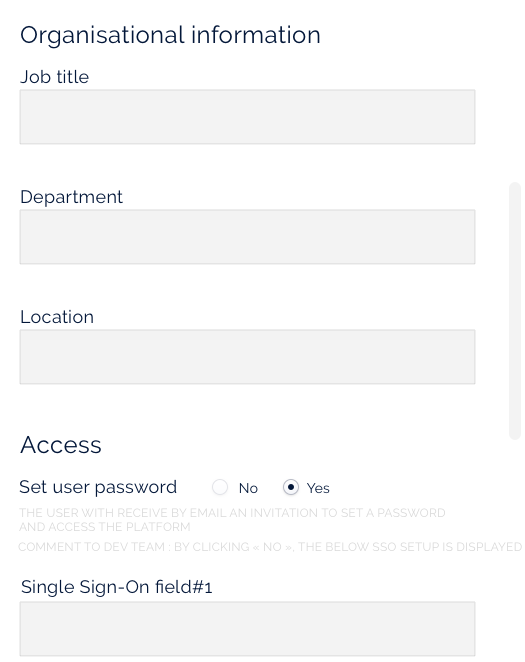 Organisational information
Job title
Department
Location
Access
Set user password No Yes
THE USER WITH RECEIVE BY EMAIL AN INVITATION TO SET A PASSWORD
AND ACCESS THE PLATFORM
COMMENT TO DEV TEAM : BY CLICKING « NO », THE BELOW SSO SETUP IS DISPLAYED
Single Sign-On field#1